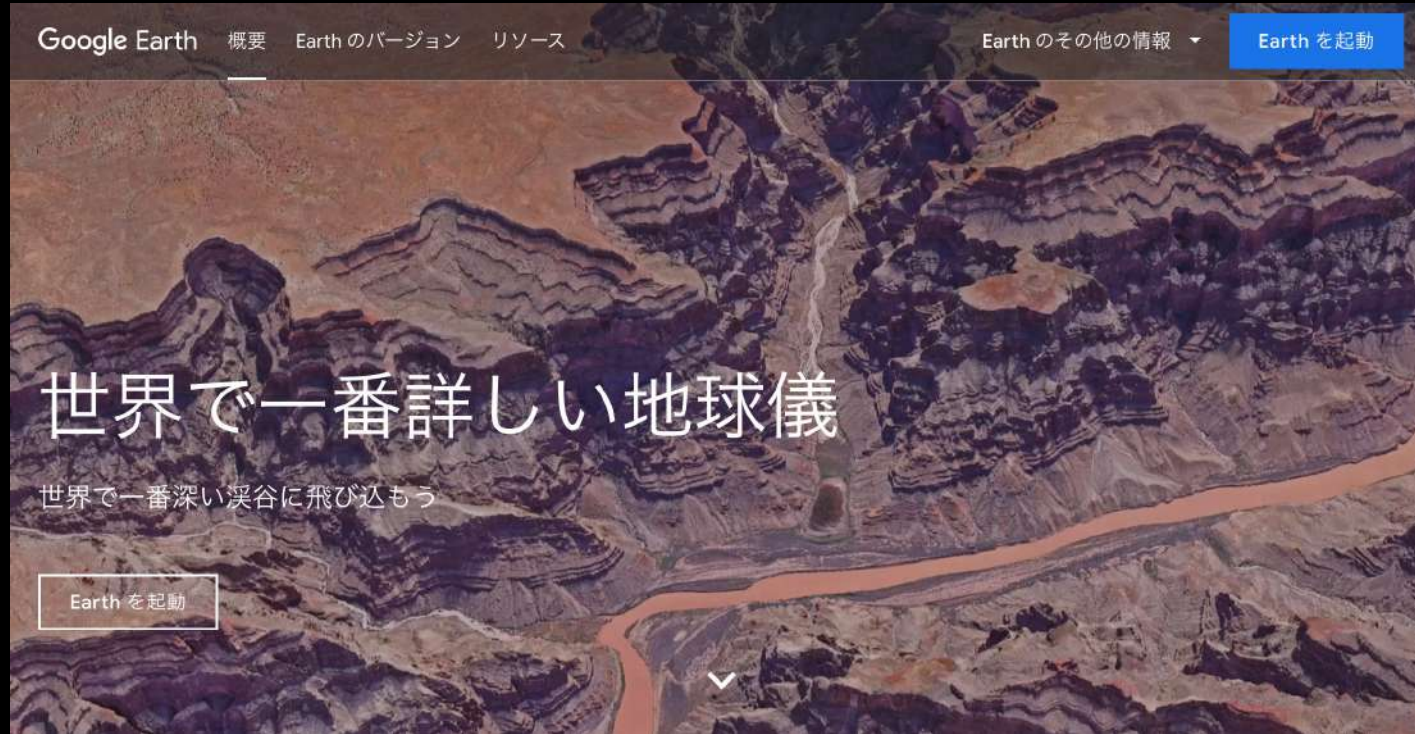 Google Earth 概要 Earth のバージョン リソース Earth のその他の情報 Earth を起動
世界で一番詳しい地球儀
世界で一番深い渓谷に飛び込もう
Earth を起動